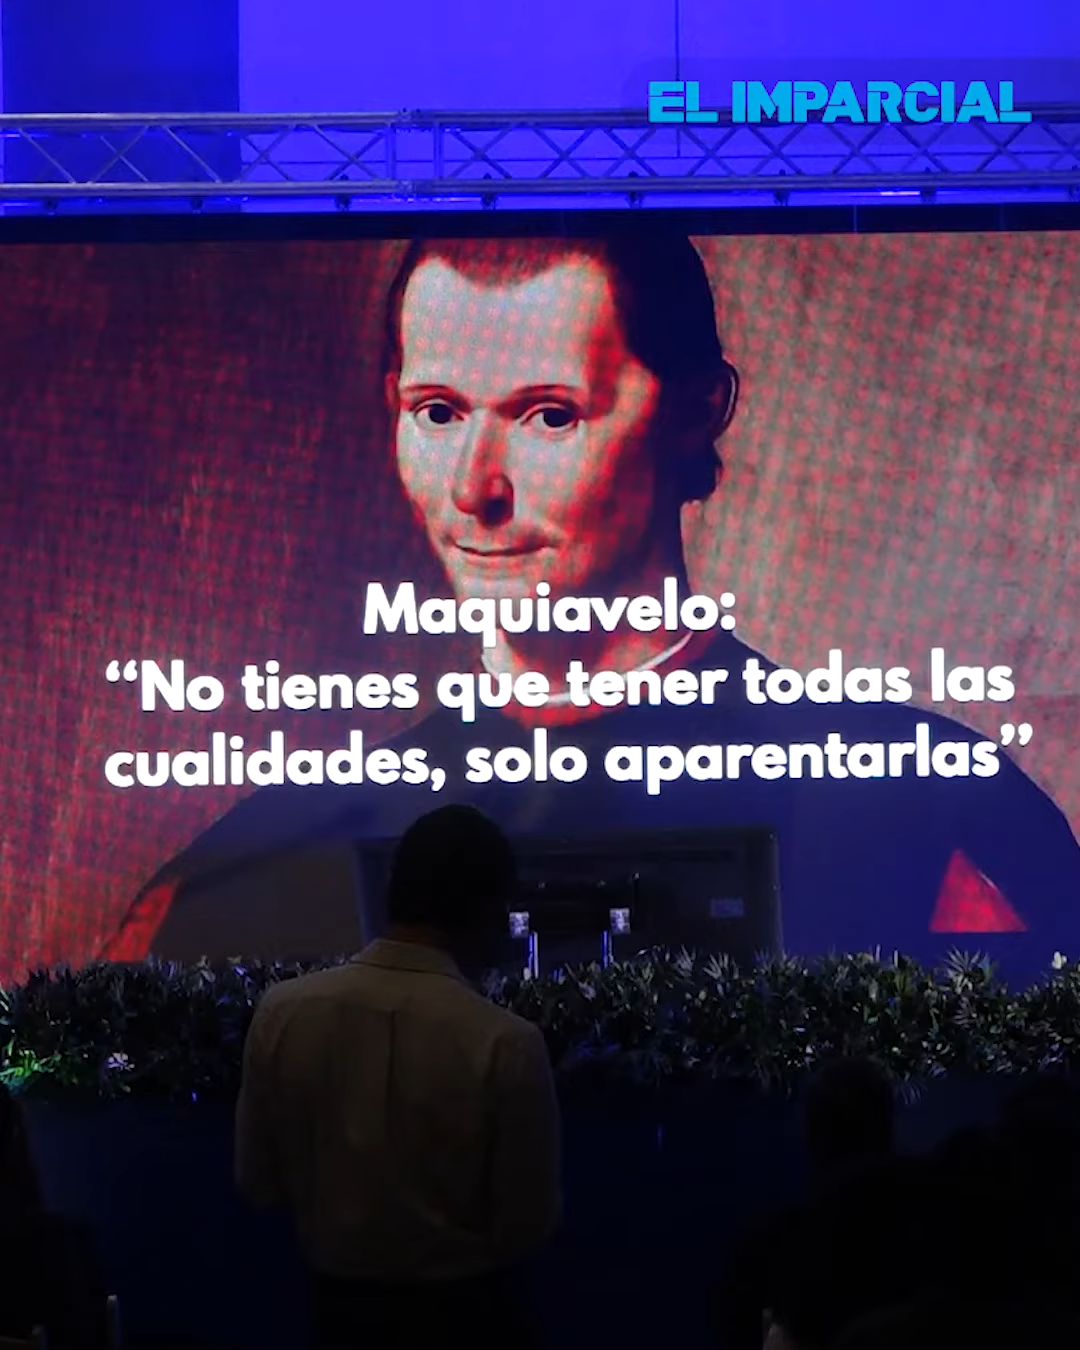 EL IMPARCIAL
Maquiavelo:
“No tienes que tener todas las
cualidades, solo aparentarlas”